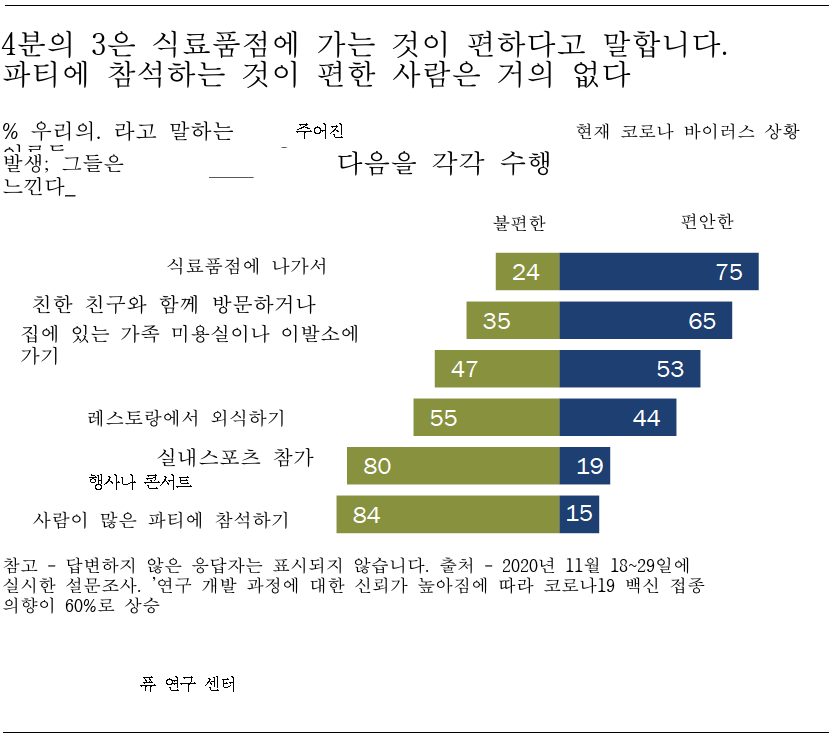 4분의 3은 식료품점에 가는 것이 편하다고 말합니다.
파티에 참석하는 것이 편한 사람은 거의 없다
% 우리의. 라고 말하는 주어진 현재 코로나 바이러스 상황
발생; 그들은 다음을 각각 수행
느낀다_
불편한 편안한
식료품점에 나가서 24 75
친한 친구와 함께 방문하거나 35 65
집에 있는 가족 미용실이나 이발소에
가기 47 53
레스토랑에서 외식하기 55 44
실내스포츠 참가 80 19
행사나 콘서트
사람이 많은 파티에 참석하기 84 15
참고 - 답변하지 않은 응답자는 표시되지 않습니다. 출처 - 2020년 11월 18~29일에
실시한 설문조사. '연구 개발 과정에 대한 신뢰가 높아짐에 따라 코로나19 백신 접종
의향이 60%로 상승
퓨 연구 센터